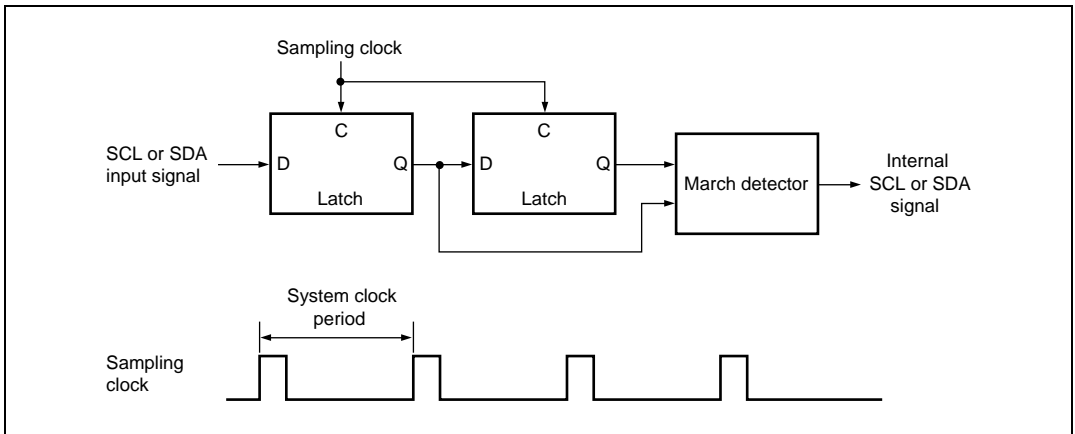 Sampling clock
C
C
SCL or SDA
input signal
D
Q
D
Q
Latch
Latch
March detector
Internal
SCL or SDA
signal
System clock
period
Sampling
clock